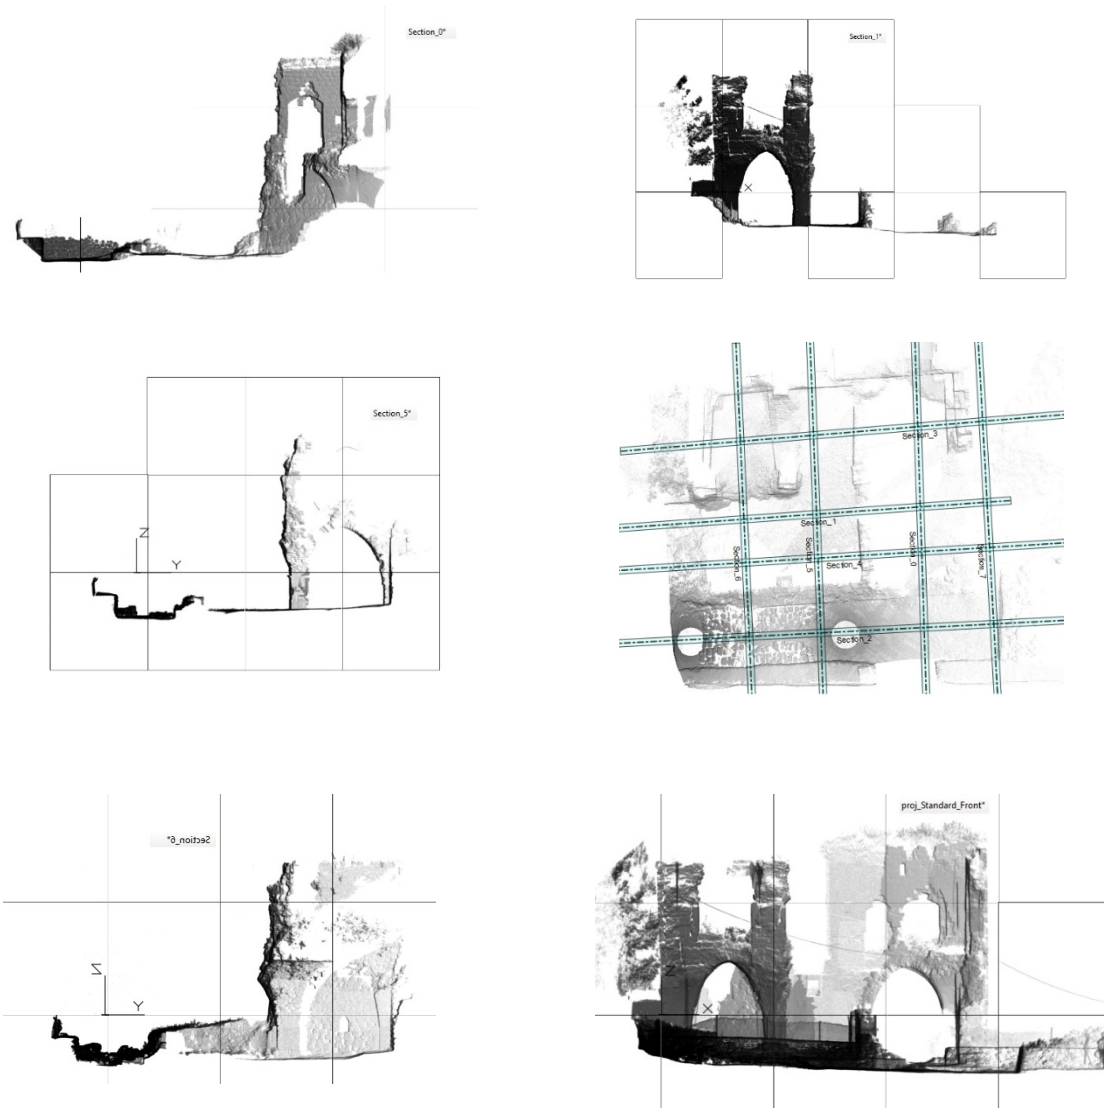 Section_0*
Section_1*
X
Section_5*
Z
Y
Section_3
Section_1
Section_6
Section_5
Section_4
Section_0
Section_7
Section_2
Section_6*
Z
Y
proj_Standard_Front*
Z
X